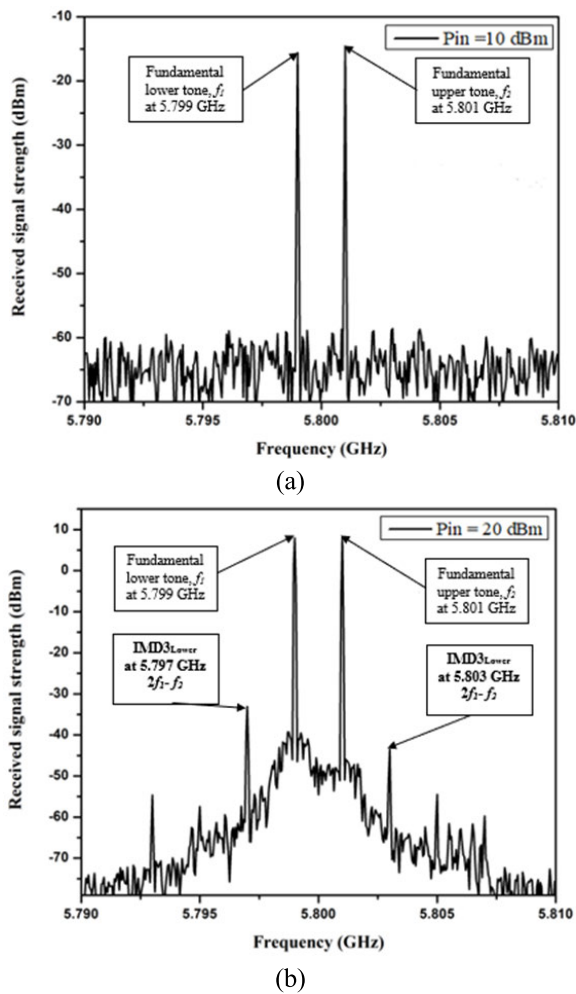 -10
-20
-30
-40
-50
-60
-70
Received signal strength (dBm)
Pin =10 dBm
Fundamental
lower tone, f1
at 5.799 GHz
Fundamental
upper tone, f2
at 5.801 GHz
5.790 5.795 5.800 5.805 5.810
Frequency (GHz)
(a)
10
0
-10
-20
-30
-40
-50
-60
-70
Received signal strength (dBm)
Pin = 20 dBm
Fundamental
lower tone, f1
at 5.799 GHz
Fundamental
upper tone, f2
at 5.801 GHz
IMD3Lower
at 5.797 GHz
2f1- f2
IMD3Lower
at 5.803 GHz
2f1- f2
5.790 5.795 5.800 5.805 5.810
Frequency (GHz)
(b)